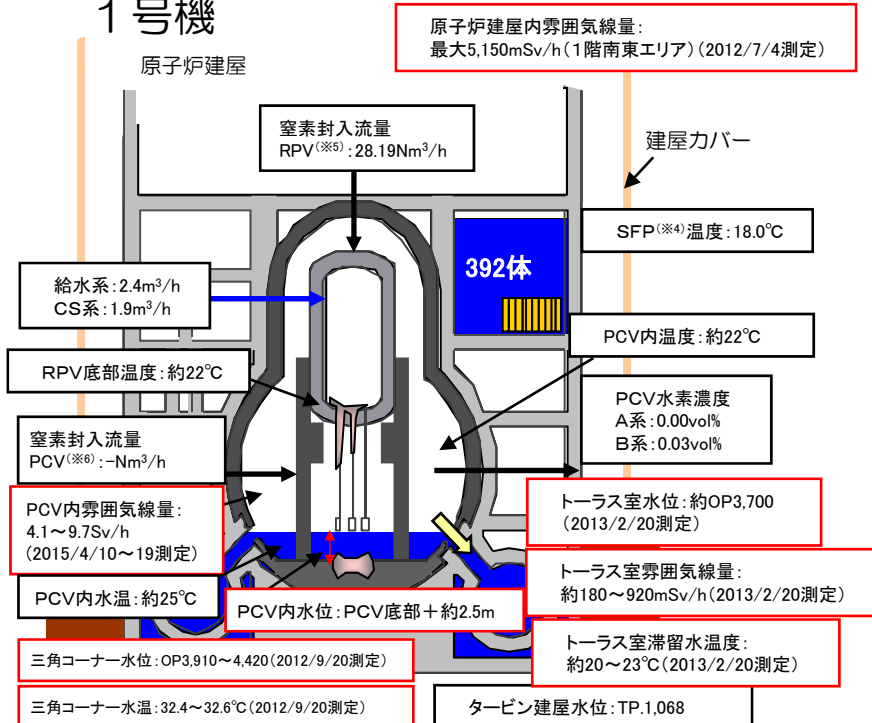 1号機
原子炉建屋内雰囲気線量:
最大5,150mSv/h(1階南東エリア)(2012/7/4測定)
原子炉建屋
窒素封入流量
RPV(※5):28.19Nm³/h
建屋カバー
SFP(※4)温度:18.0℃
392体
給水系:2.4m³/h
CS系:1.9m³/h
PCV内温度:約22℃
RPV底部温度:約22℃
PCV水素濃度
A系:0.00vol%
B系:0.03vol%
窒素封入流量
PCV(※6):-Nm³/h
PCV内雰囲気線量:
4.1~9.7Sv/h
(2015/4/10~19測定)
トーラス室水位:約OP3,700
(2013/2/20測定)
トーラス室雰囲気線量:
約180~920mSv/h(2013/2/20測定)
PCV内水温:約25℃
PCV内水位:PCV底部+約2.5m
トーラス室滞留水温度:
約20~23℃(2013/2/20測定)
三角コーナー水位:OP3,910~4,420(2012/9/20測定)
三角コーナー水温:32.4~32.6℃(2012/9/20測定)
タービン建屋水位:TP.1,068